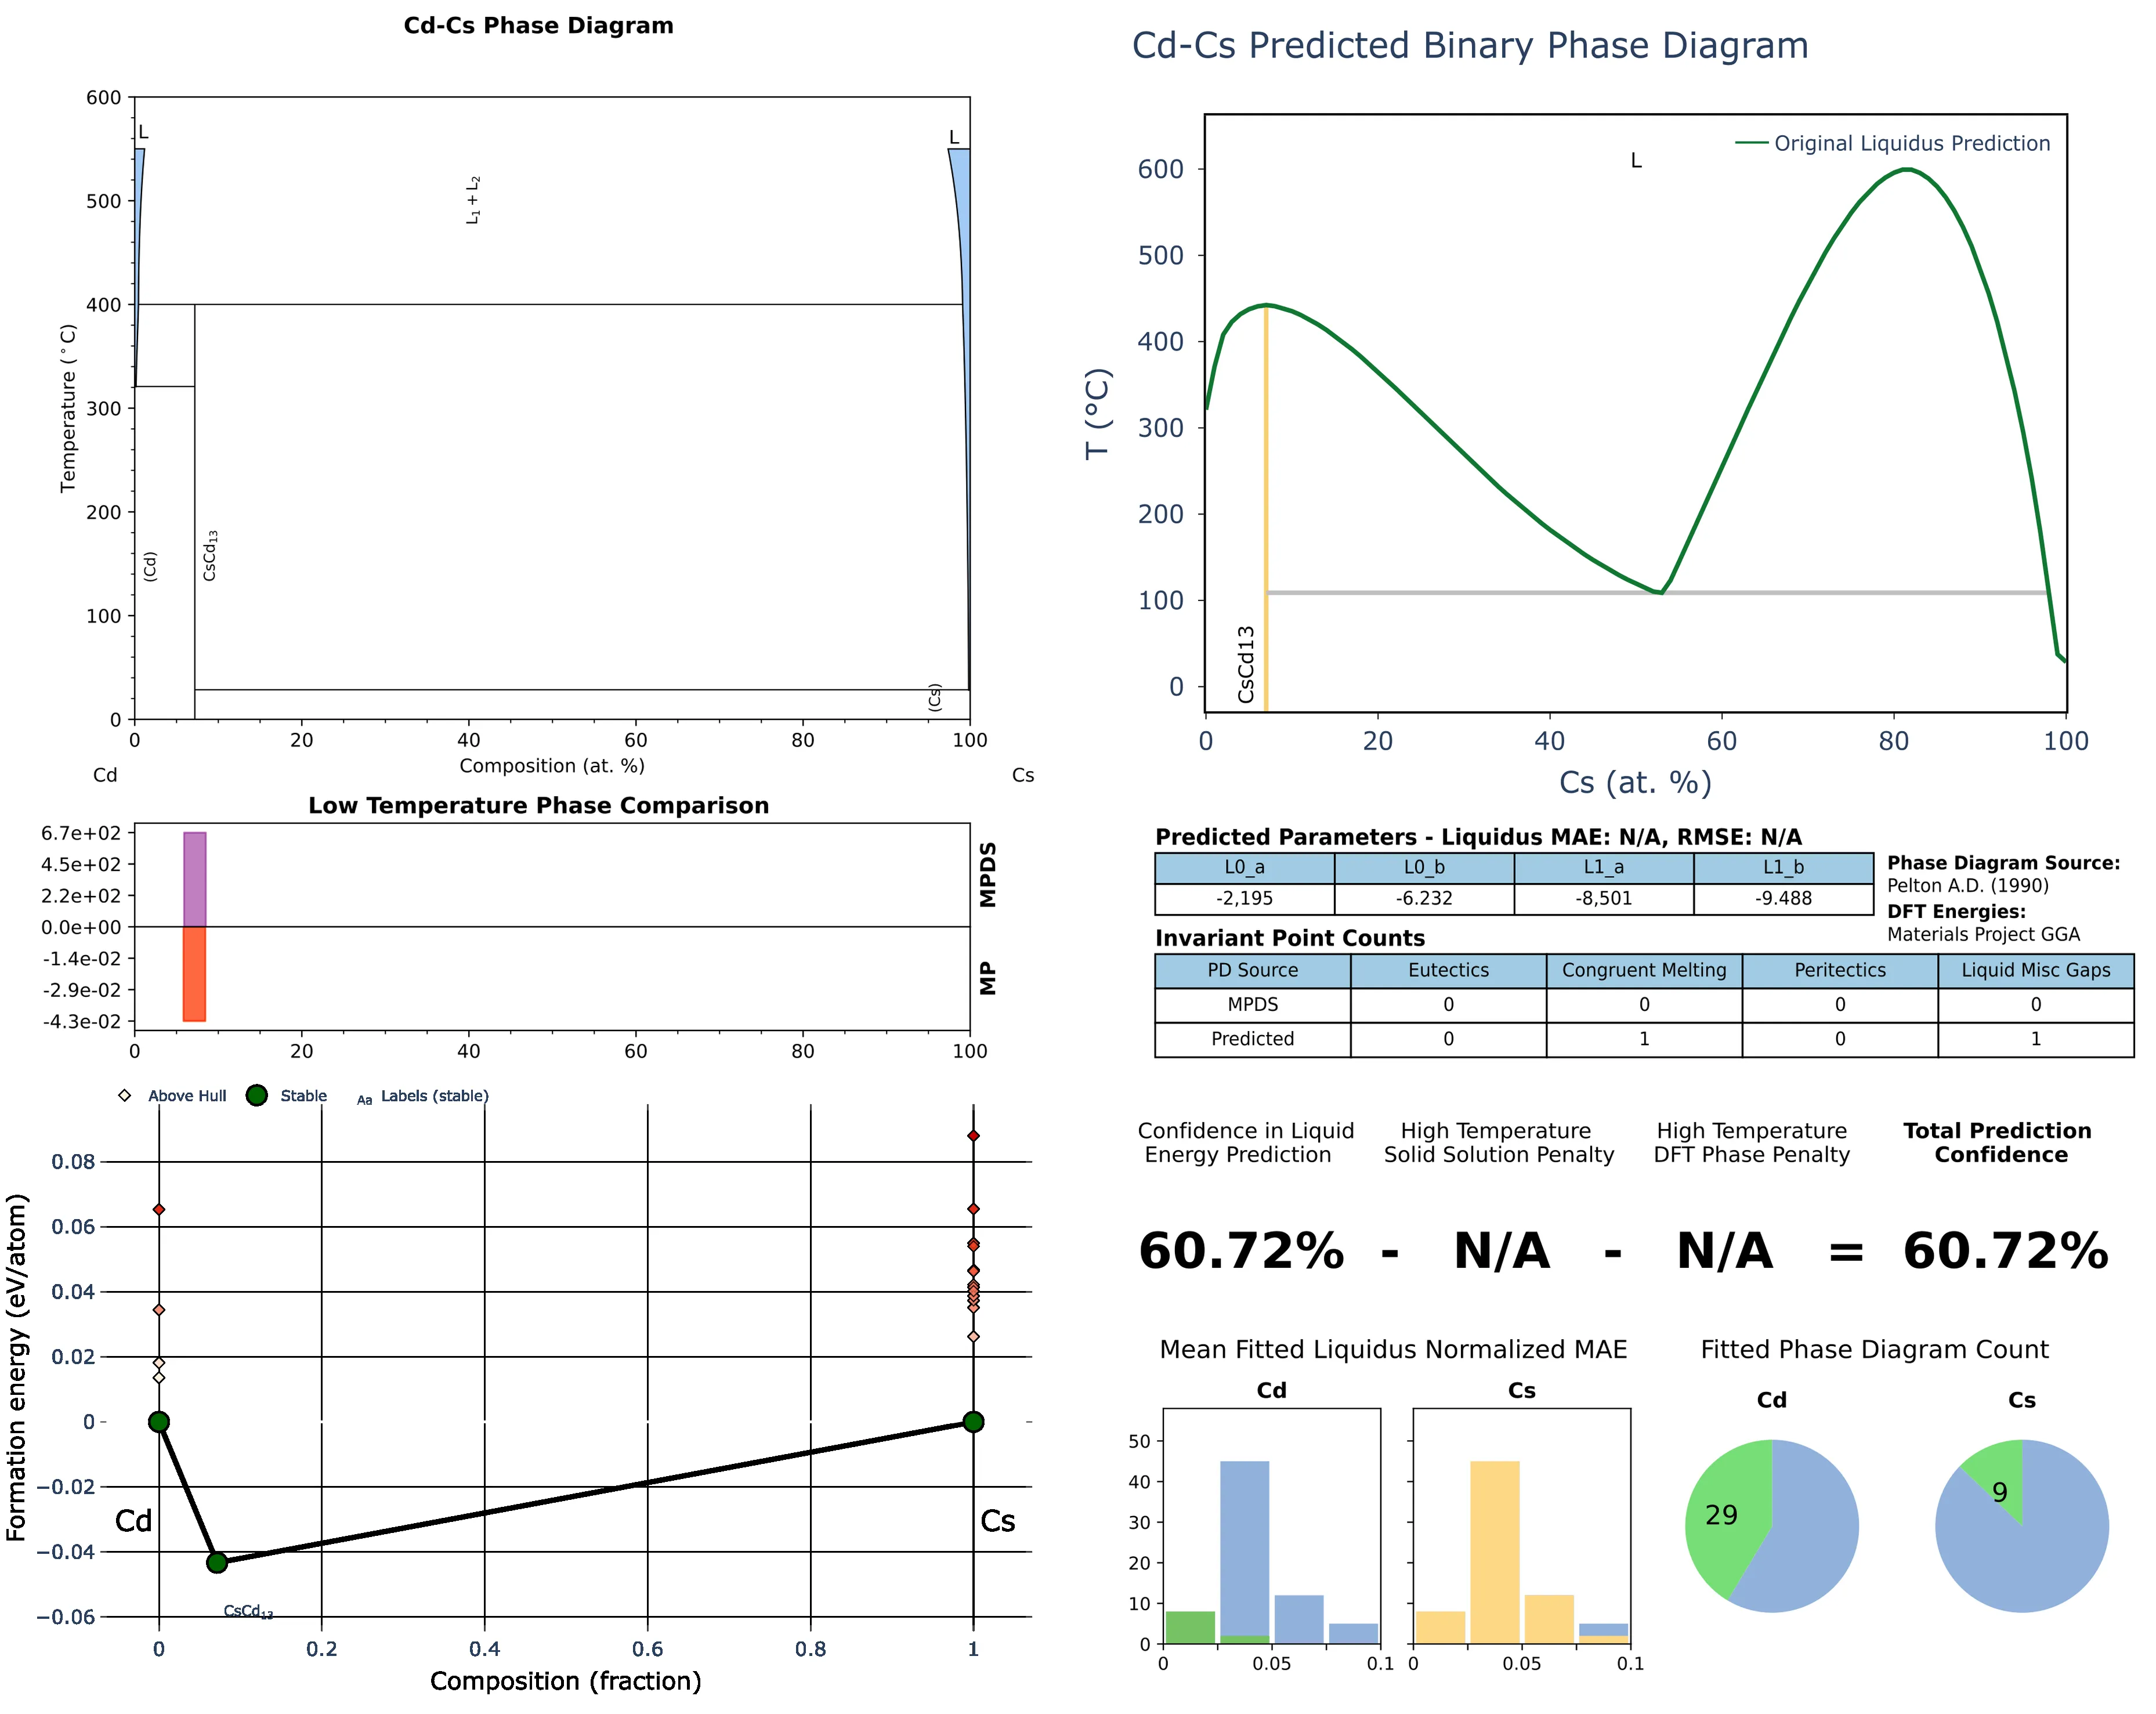 Cd-Cs Phase Diagram
600
500
400
300
200
100
0
Temperature (°C)
L
L
L₁ + L₂
(Cd)
CsCd₁₃
(Cs)
0 20 40 60 80 100
Composition (at. %)
Cd
Cs
Low Temperature Phase Comparison
6.7e+02
4.5e+02
2.2e+02
0.0e+00
-1.4e-02
-2.9e-02
-4.3e-02
MPDS
MP
0 20 40 60 80 100
Above Hull Stable Aa Labels (stable)
0.08
0.06
0.04
0.02
0
−0.02
−0.04
−0.06
Formation energy (eV/atom)
Cd
Cs
CsCd₁₃
0 0.2 0.4 0.6 0.8 1
Composition (fraction)
Cd-Cs Predicted Binary Phase Diagram
L
Original Liquidus Prediction
600
500
400
300
200
100
0
T (°C)
CsCd13
0 20 40 60 80 100
Cs (at. %)
Predicted Parameters - Liquidus MAE: N/A, RMSE: N/A
L0_a L0_b L1_a L1_b
-2,195 -6.232 -8,501 -9.488
Phase Diagram Source:
Pelton A.D. (1990)
DFT Energies:
Materials Project GGA
Invariant Point Counts
PD Source Eutectics Congruent Melting Peritectics Liquid Misc Gaps
MPDS 0 0 0 0
Predicted 0 1 0 1
Confidence in Liquid
Energy Prediction
High Temperature
Solid Solution Penalty
High Temperature
DFT Phase Penalty
Total Prediction
Confidence
60.72% - N/A - N/A = 60.72%
Mean Fitted Liquidus Normalized MAE
Cd
Cs
50
40
30
20
10
0
0 0.05 0.1
0 0.05 0.1
Fitted Phase Diagram Count
Cd
Cs
29
9